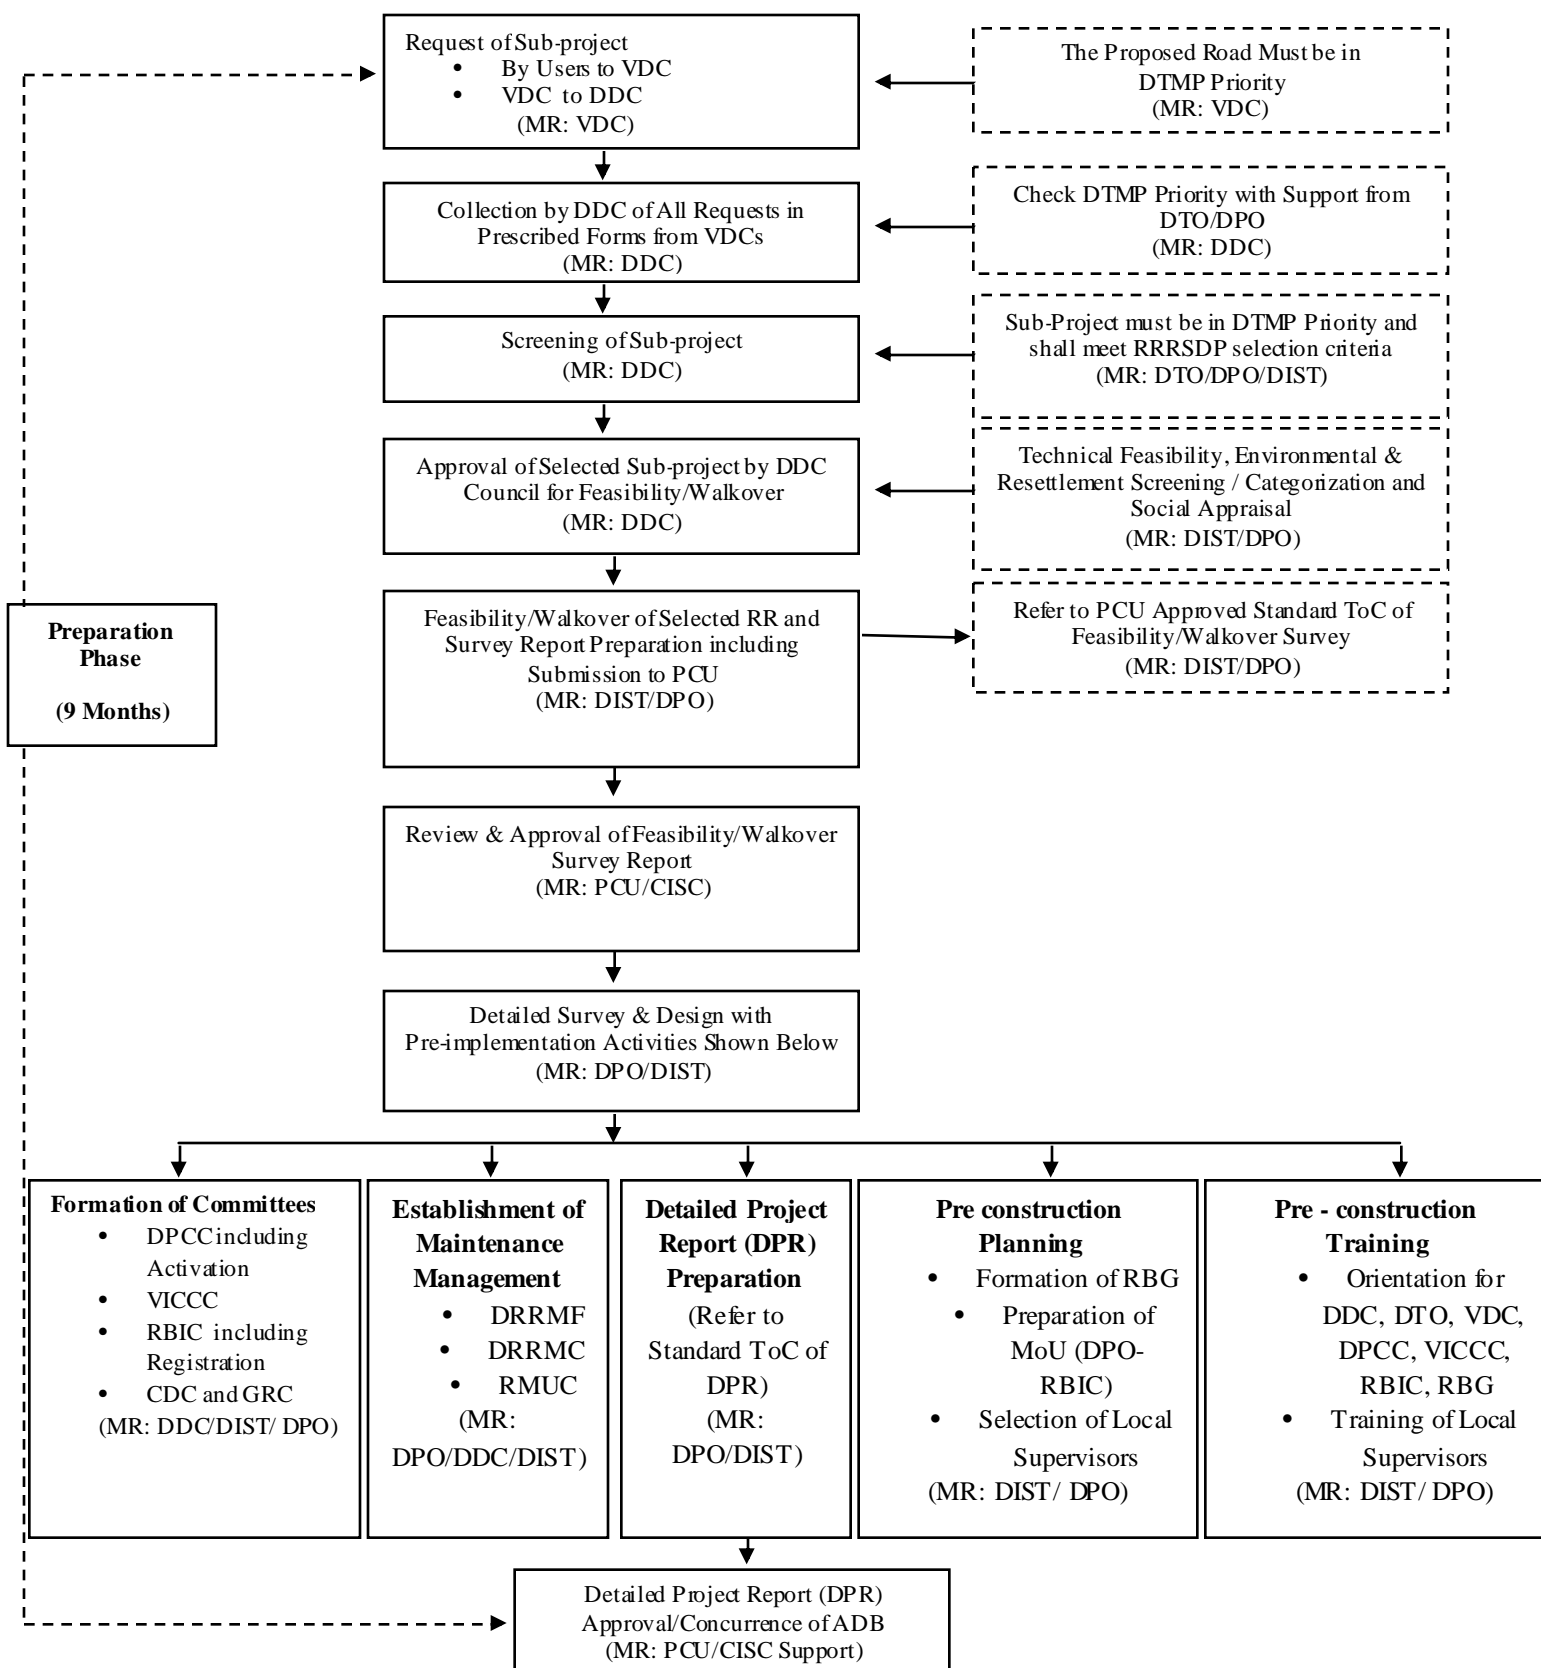 Request of Sub-project
• By Users to VDC
• VDC to DDC
(MR: VDC)
The Proposed Road Must be in
DTMP Priority
(MR: VDC)
Collection by DDC of All Requests in
Prescribed Forms from VDCs
(MR: DDC)
Check DTMP Priority with Support from
DTO/DPO
(MR: DDC)
Screening of Sub-project
(MR: DDC)
Sub-Project must be in DTMP Priority and
shall meet RRRSDP selection criteria
(MR: DTO/DPO/DIST)
Approval of Selected Sub-project by DDC
Council for Feasibility/Walkover
(MR: DDC)
Technical Feasibility, Environmental &
Resettlement Screening / Categorization and
Social Appraisal
(MR: DIST/DPO)
Preparation
Phase
(9 Months)
Feasibility/Walkover of Selected RR and
Survey Report Preparation including
Submission to PCU
(MR: DIST/DPO)
Refer to PCU Approved Standard ToC of
Feasibility/Walkover Survey
(MR: DIST/DPO)
Review & Approval of Feasibility/Walkover
Survey Report
(MR: PCU/CISC)
Detailed Survey & Design with
Pre-implementation Activities Shown Below
(MR: DPO/DIST)
Formation of Committees
• DPCC including
Activation
• VICCC
• RBIC including
Registration
• CDC and GRC
(MR: DDC/DIST/ DPO)
Establishment of
Maintenance
Management
• DRRMF
• DRRMC
• RMUC
(MR:
DPO/DDC/DIST)
Detailed Project
Report (DPR)
Preparation
(Refer to
Standard ToC of
DPR)
(MR:
DPO/DIST)
Pre construction
Planning
• Formation of RBG
• Preparation of
MoU (DPO-
RBIC)
• Selection of Local
Supervisors
(MR: DIST/ DPO)
Pre - construction
Training
• Orientation for
DDC, DTO, VDC,
DPCC, VICCC,
RBIC, RBG
• Training of Local
Supervisors
(MR: DIST/ DPO)
Detailed Project Report (DPR)
Approval/Concurrence of ADB
(MR: PCU/CISC Support)